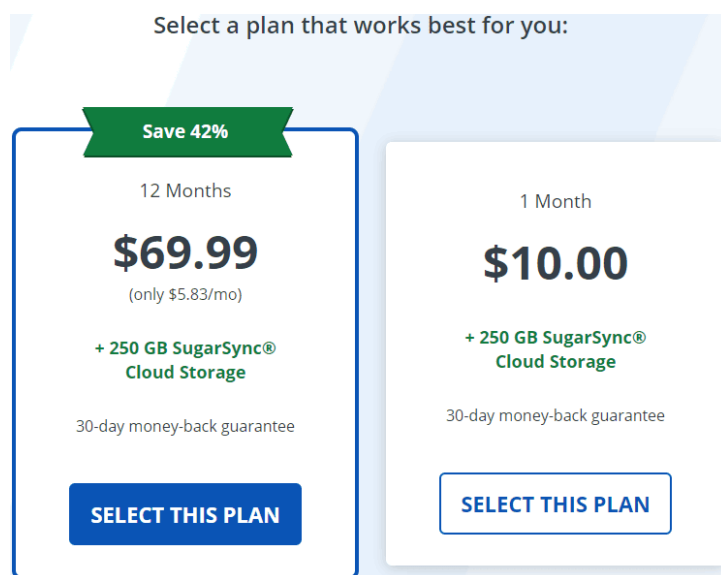 Select a plan that works best for you:
Save 42%
12 Months
$69.99
(only $5.83/mo)
+ 250 GB SugarSync®
Cloud Storage
30-day money-back guarantee
SELECT THIS PLAN
1 Month
$10.00
+ 250 GB SugarSync®
Cloud Storage
30-day money-back guarantee
SELECT THIS PLAN